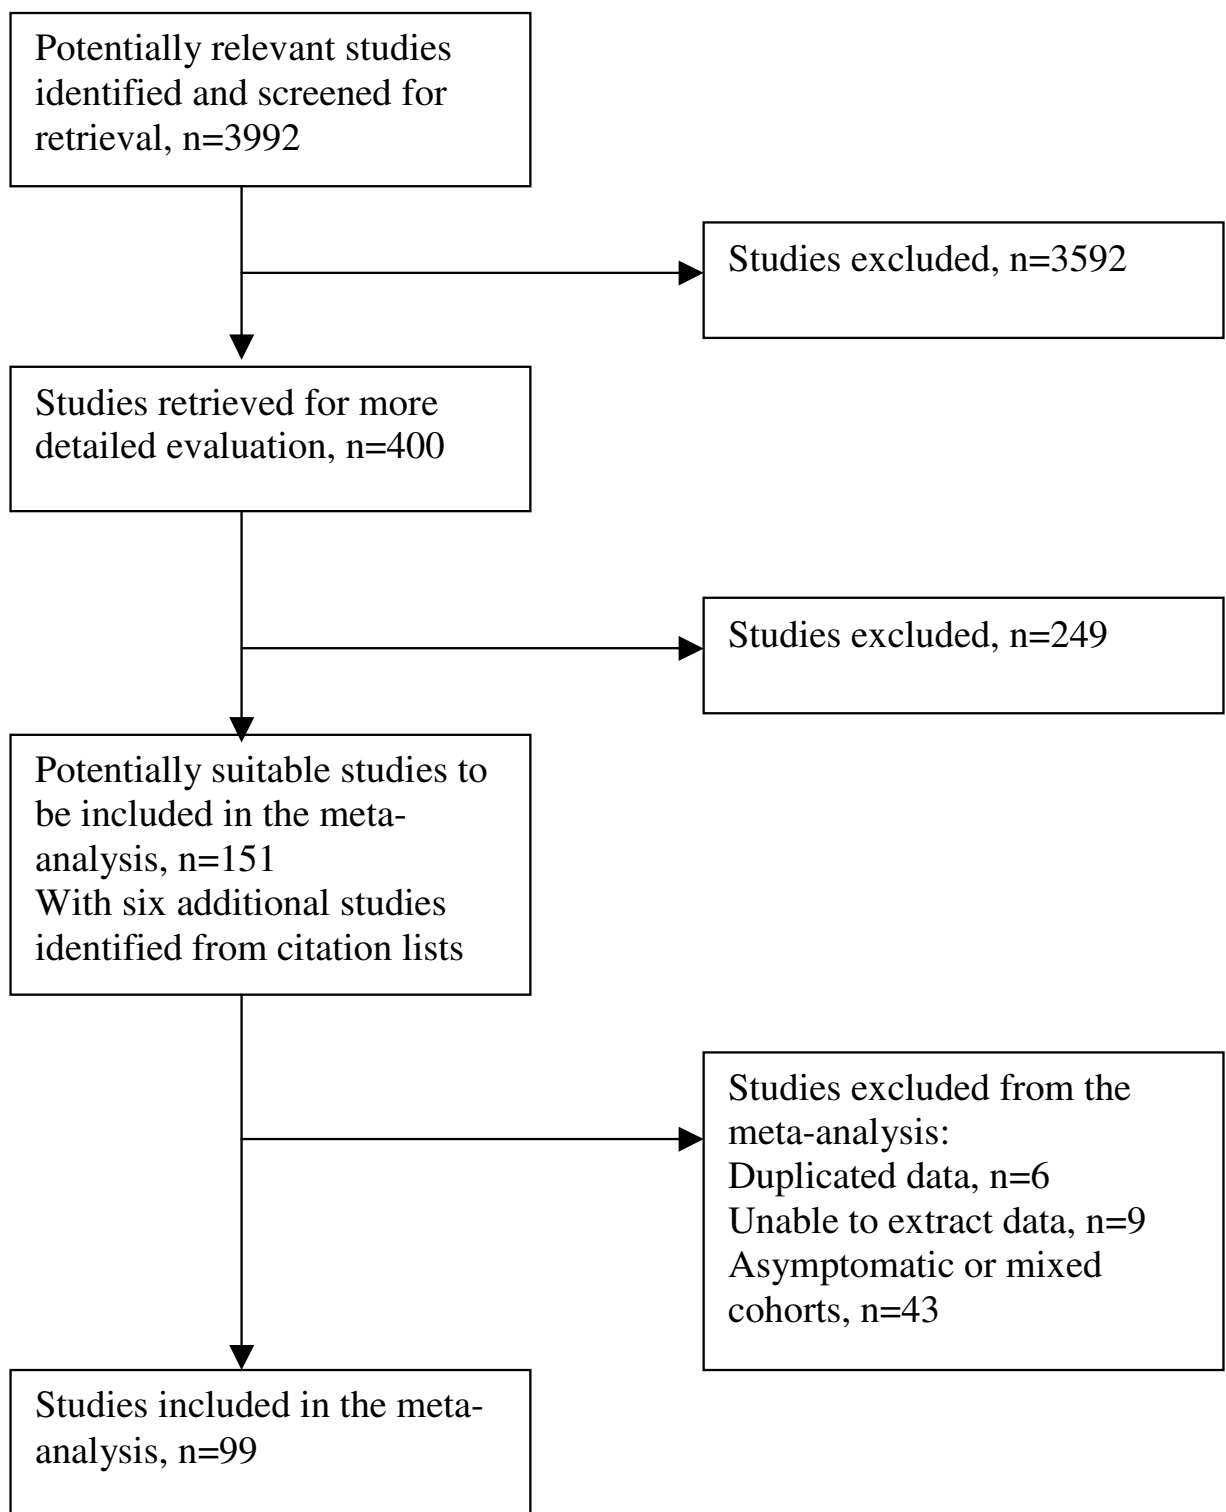 Potentially relevant studies
identified and screened for
retrieval, n=3992
Studies excluded, n=3592
Studies retrieved for more
detailed evaluation, n=400
Studies excluded, n=249
Potentially suitable studies to
be included in the meta-
analysis, n=151
With six additional studies
identified from citation lists
Studies excluded from the
meta-analysis:
Duplicated data, n=6
Unable to extract data, n=9
Asymptomatic or mixed
cohorts, n=43
Studies included in the meta-
analysis, n=99